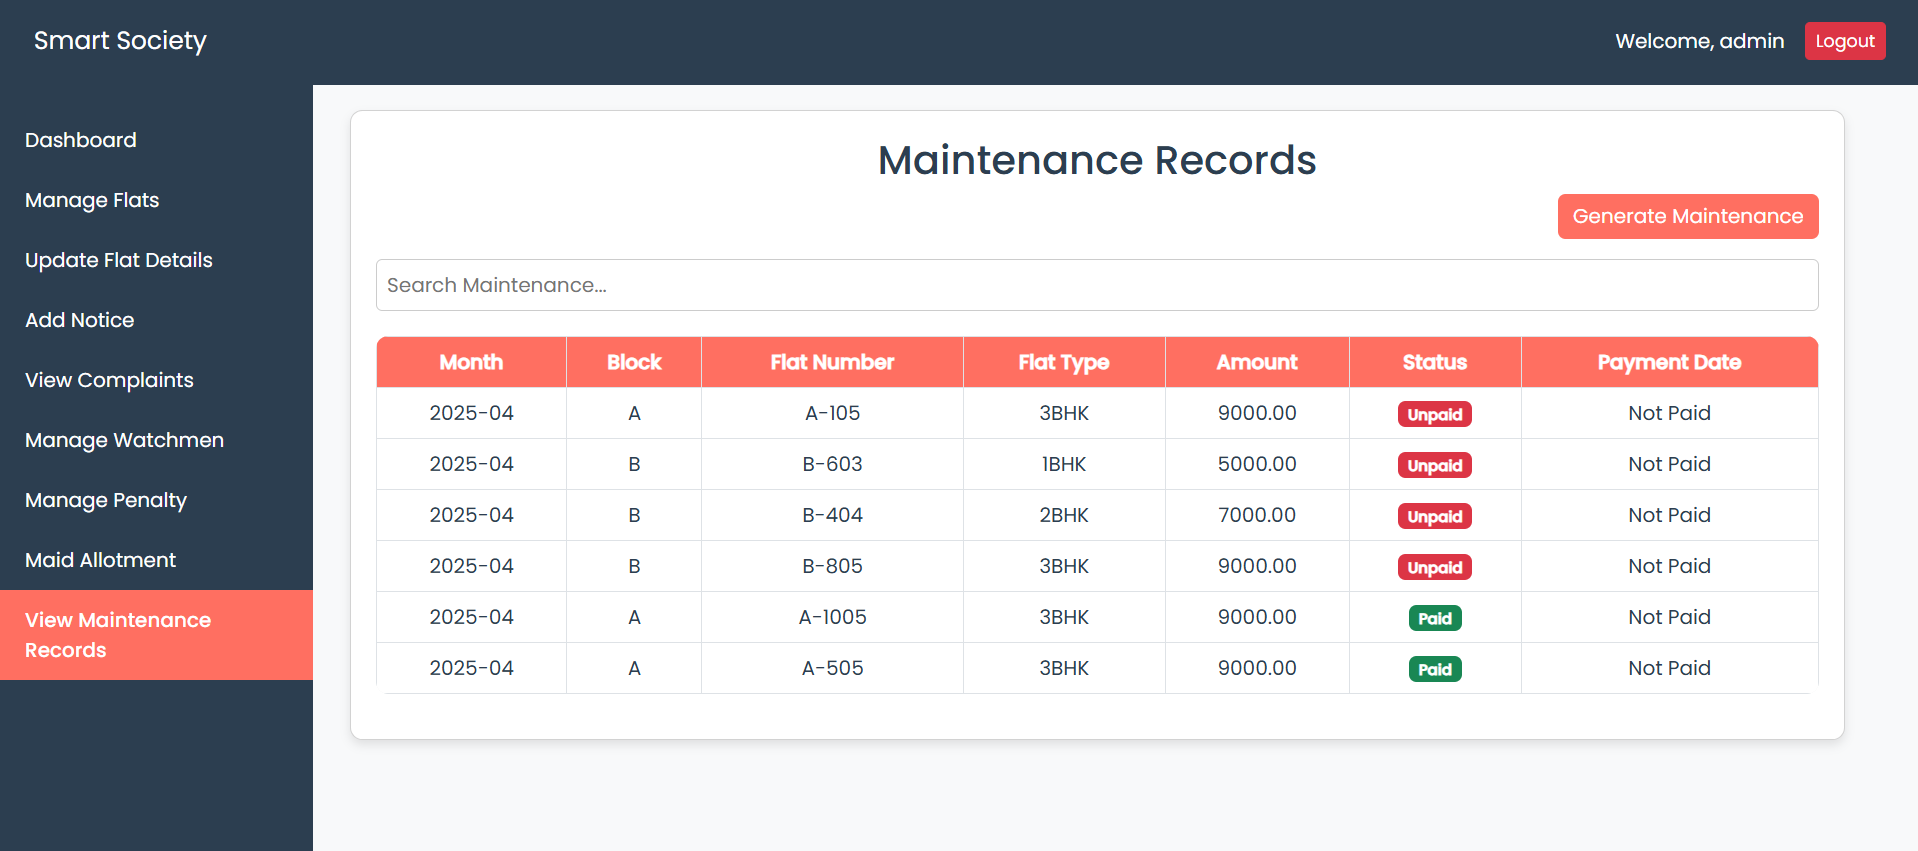 Smart Society
Welcome, admin Logout
Dashboard
Manage Flats
Update Flat Details
Add Notice
View Complaints
Manage Watchmen
Manage Penalty
Maid Allotment
View Maintenance
Records
Maintenance Records
Generate Maintenance
Search Maintenance...
Month Block Flat Number Flat Type Amount Status Payment Date
2025-04 A A-105 3BHK 9000.00 Unpaid Not Paid
2025-04 B B-603 1BHK 5000.00 Unpaid Not Paid
2025-04 B B-404 2BHK 7000.00 Unpaid Not Paid
2025-04 B B-805 3BHK 9000.00 Unpaid Not Paid
2025-04 A A-1005 3BHK 9000.00 Paid Not Paid
2025-04 A A-505 3BHK 9000.00 Paid Not Paid